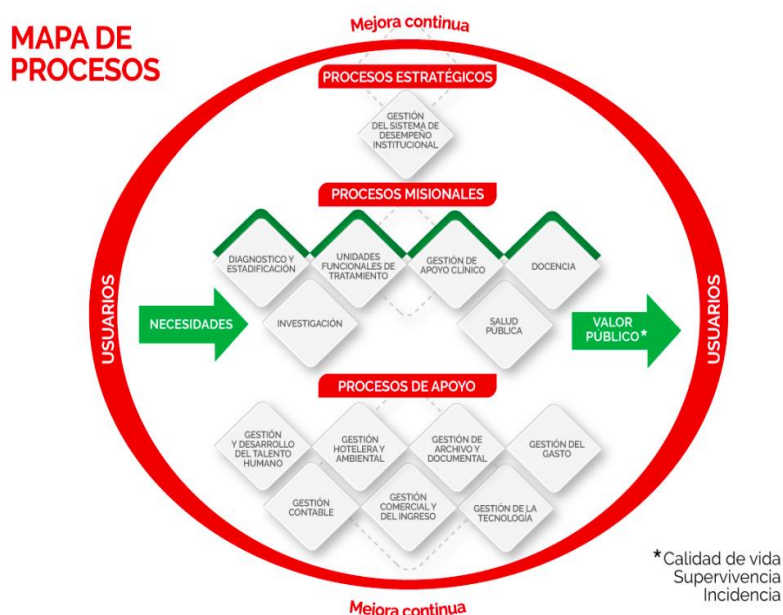 MAPA DE
PROCESOS
Mejora continua
PROCESOS ESTRATÉGICOS
GESTIÓN
DEL SISTEMA DE
DESEMPEÑO
INSTITUCIONAL
PROCESOS MISIONALES
DIAGNOSTICO Y
ESTADIFICACIÓN
UNIDADES
FUNCIONALES DE
TRATAMIENTO
GESTIÓN DE
APOYO CLÍNICO
DOCENCIA
USUARIOS
NECESIDADES
INVESTIGACIÓN
SALUD
PÚBLICA
VALOR
PÚBLICO*
USUARIOS
PROCESOS DE APOYO
GESTIÓN
Y DESARROLLO
DEL TALENTO
HUMANO
GESTIÓN
HOTELERA Y
AMBIENTAL
GESTIÓN DE
ARCHIVO Y
DOCUMENTAL
GESTIÓN DEL
GASTO
GESTIÓN
CONTABLE
GESTIÓN
COMERCIAL Y
DEL INGRESO
GESTIÓN DE LA
TECNOLOGÍA
*Calidad de vida
Supervivencia
Incidencia
Mejora continua